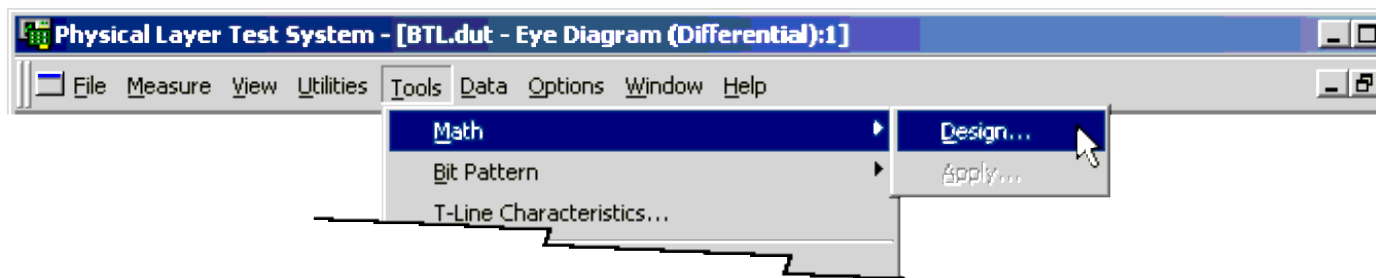 Physical Layer Test System - [BTL.dut - Eye Diagram (Differential):1]
File Measure View Utilities Tools Data Options Window Help
Math
Design...
Bit Pattern
Apply...
T-Line Characteristics...